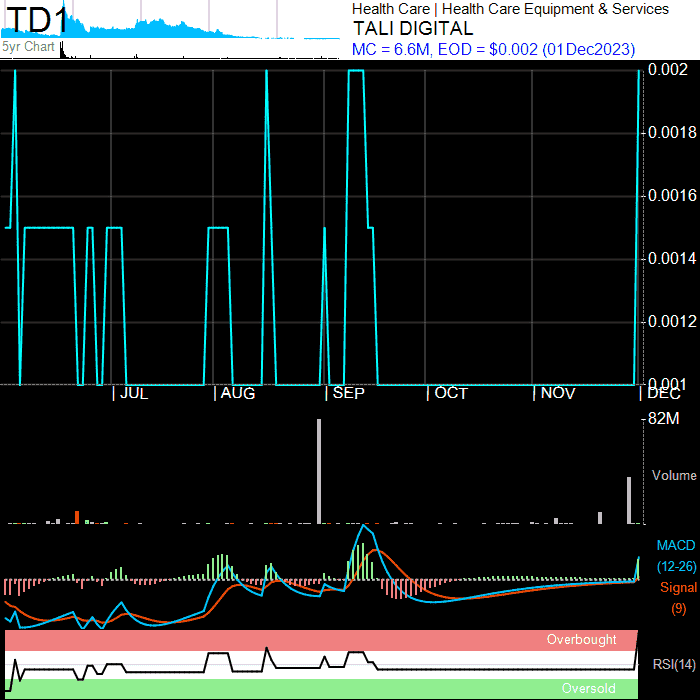 TD1
5yr Chart
Health Care | Health Care Equipment & Services
TALI DIGITAL
MC = 6.6M, EOD = $0.002 (01Dec2023)
0.002
0.0018
0.0016
0.0014
0.0012
0.001
JUL AUG SEP OCT NOV DEC
82M
Volume
MACD
(12-26)
Signal
(9)
Overbought
RSI(14)
Oversold